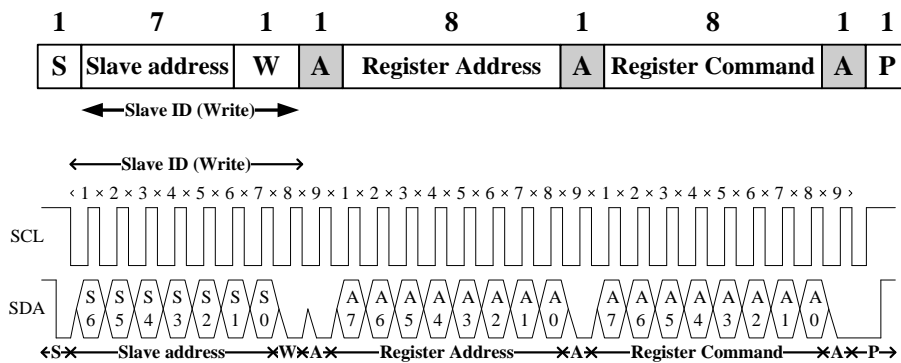 1 7 1 1 8 1 8 1 1
S Slave address W A Register Address A Register Command A P
Slave ID (Write)
Slave ID (Write)
1 × 2 × 3 × 4 × 5 × 6 × 7 × 8 × 9 × 1 × 2 × 3 × 4 × 5 × 6 × 7 × 8 × 9 × 1 × 2 × 3 × 4 × 5 × 6 × 7 × 8 × 9
SCL
SDA
S S S S S S S A A A A A A A A A A A A A A A A
6 5 4 3 2 1 0 7 6 5 4 3 2 1 0 7 6 5 4 3 2 1 0
S Slave address W A Register Address A Register Command A P